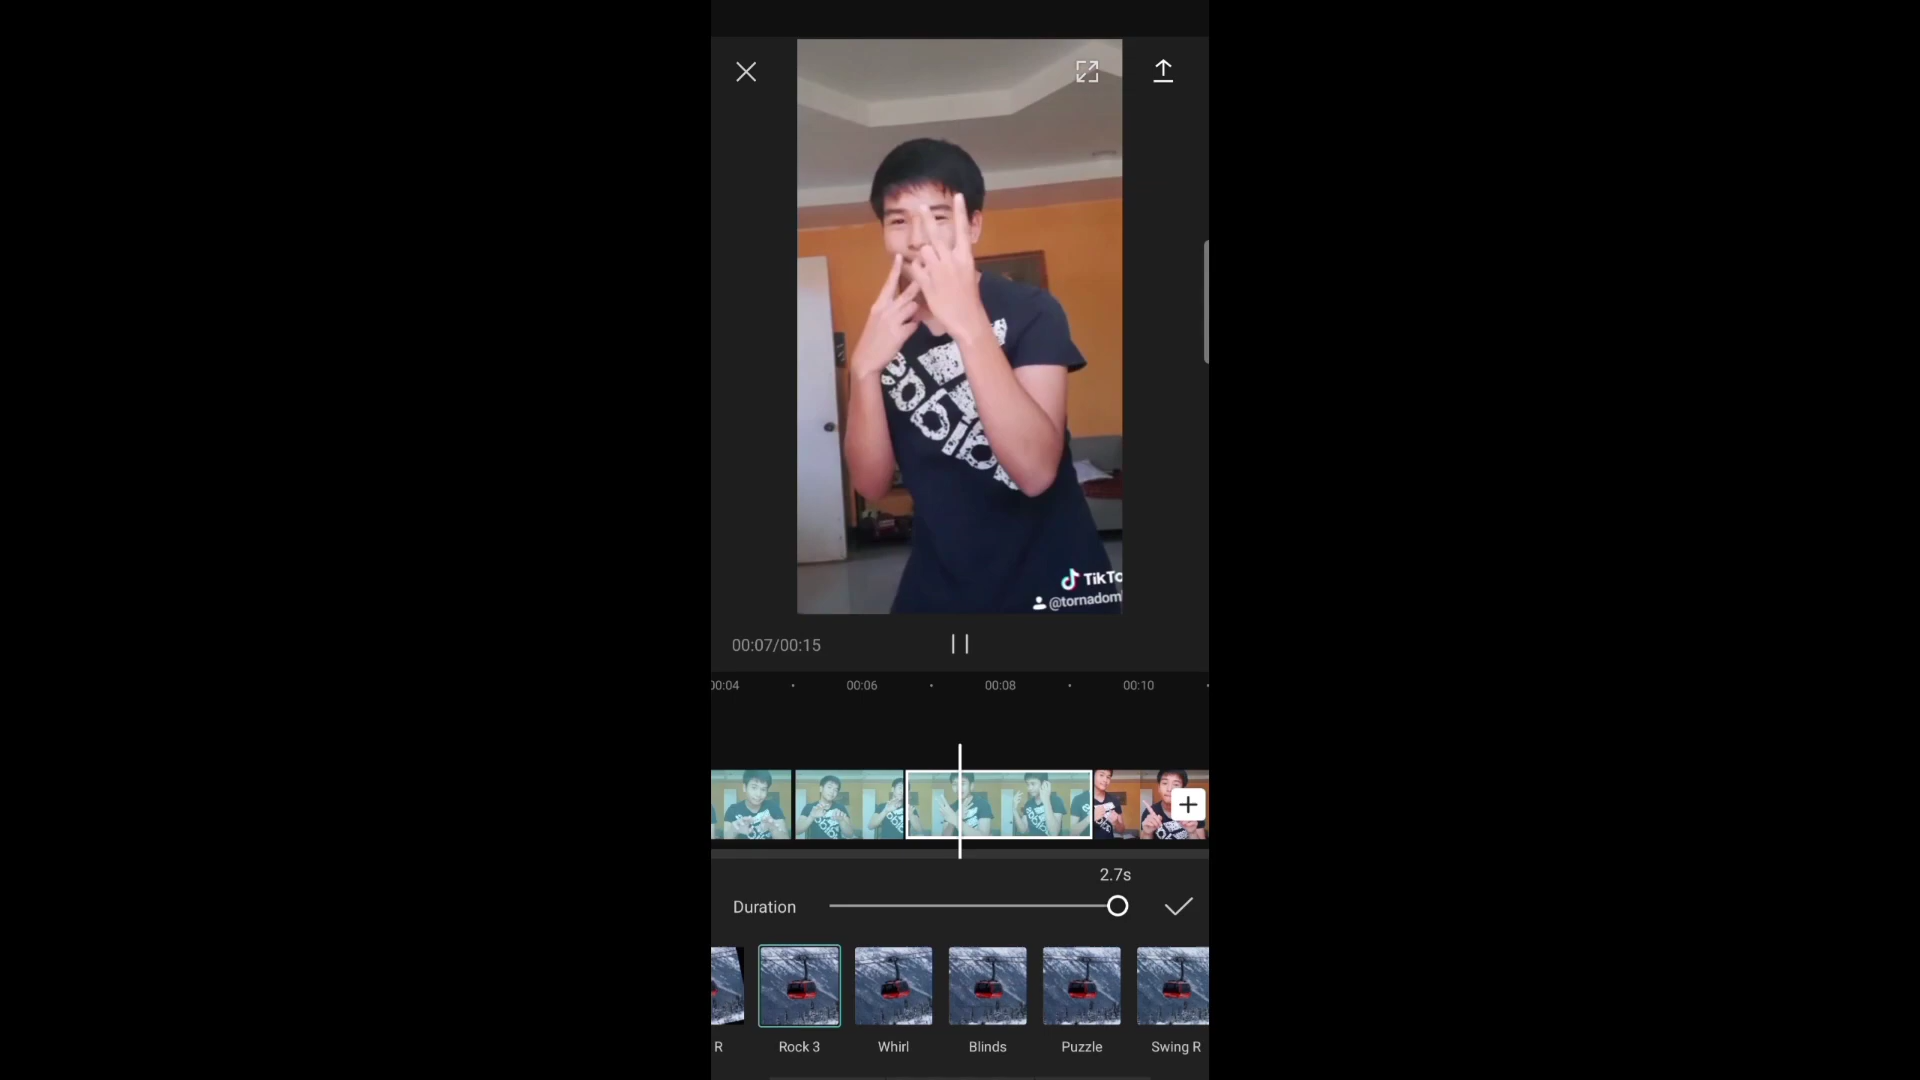 TikTo
@tornadom
00:07/00:15
00:04 00:06 00:08 00:10
2.7s
Duration
R Rock 3 Whirl Blinds Puzzle Swing R